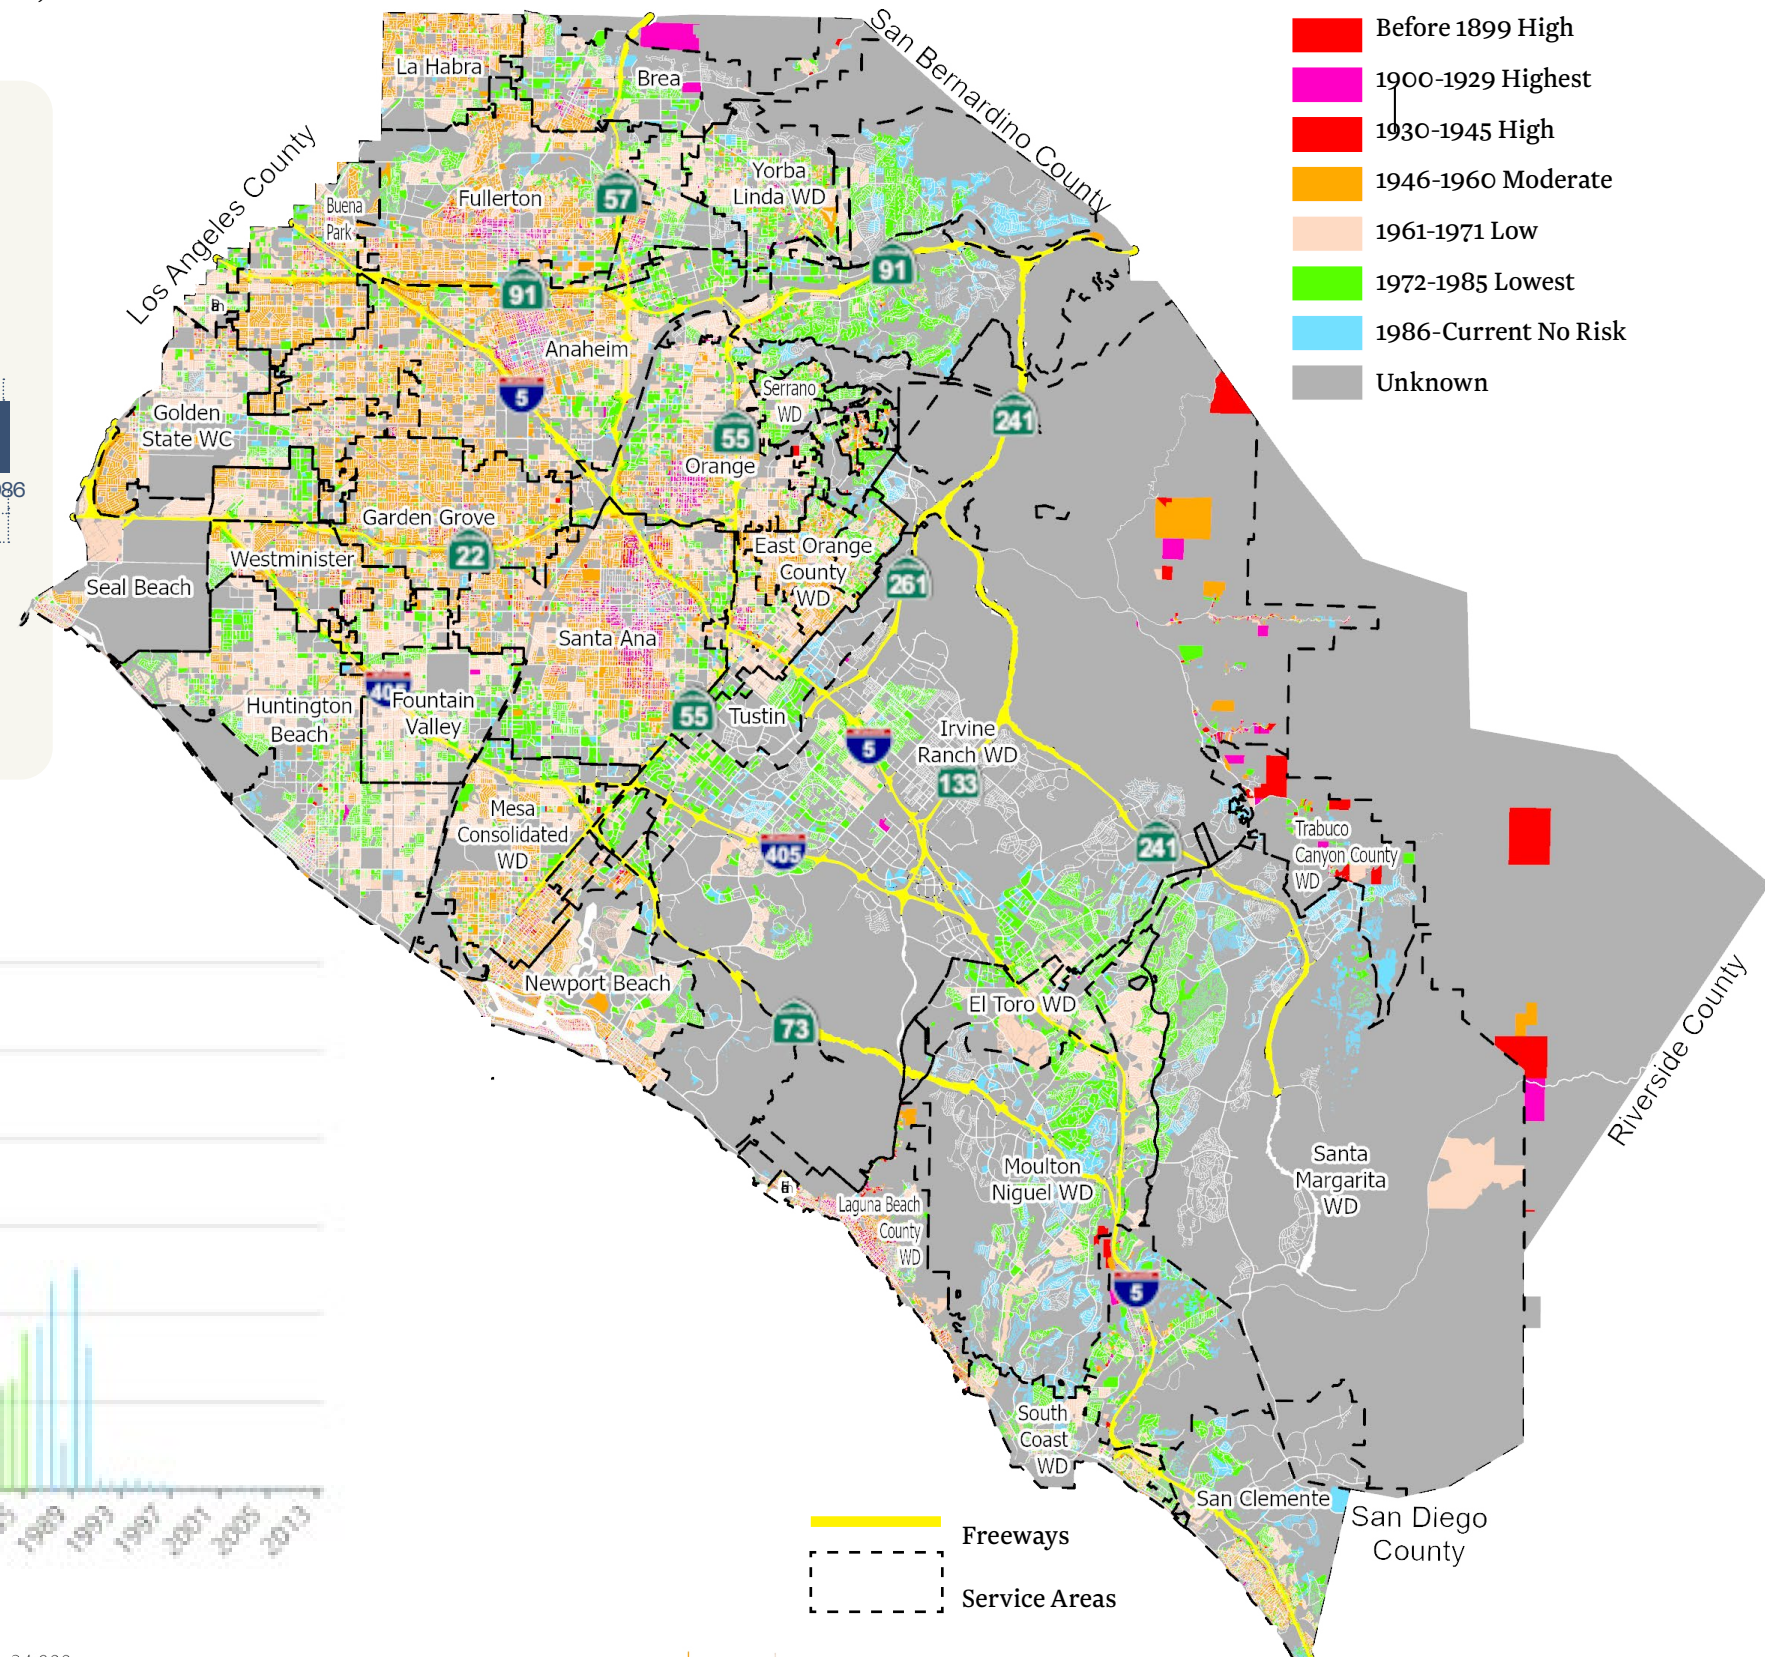 Before 1899 High
1900-1929 Highest
1930-1945 High
1946-1960 Moderate
1961-1971 Low
1972-1985 Lowest
1986-Current No Risk
Unknown
San Bernardino County
Los Angeles County
Riverside County
San Diego
County
La Habra
Brea
Yorba
Linda WD
Fullerton
Buena
Park
57
91
91
Anaheim
5
Serrano
WD
241
Golden
State WC
55
Orange
Garden Grove
22
Westminister
East Orange
County
WD
261
Seal Beach
Santa Ana
405
Fountain
Valley
Huntington
Beach
55
Tustin
5
Irvine
Ranch WD
133
Mesa
Consolidated
WD
405
241
Trabuco
Canyon County
WD
Newport Beach
El Toro WD
73
Moulton
Niguel WD
Santa
Margarita
WD
Laguna Beach
County
WD
5
South
Coast
WD
San Clemente
Freeways
Service Areas
86
1989
1993
1997
2001
2005
2013